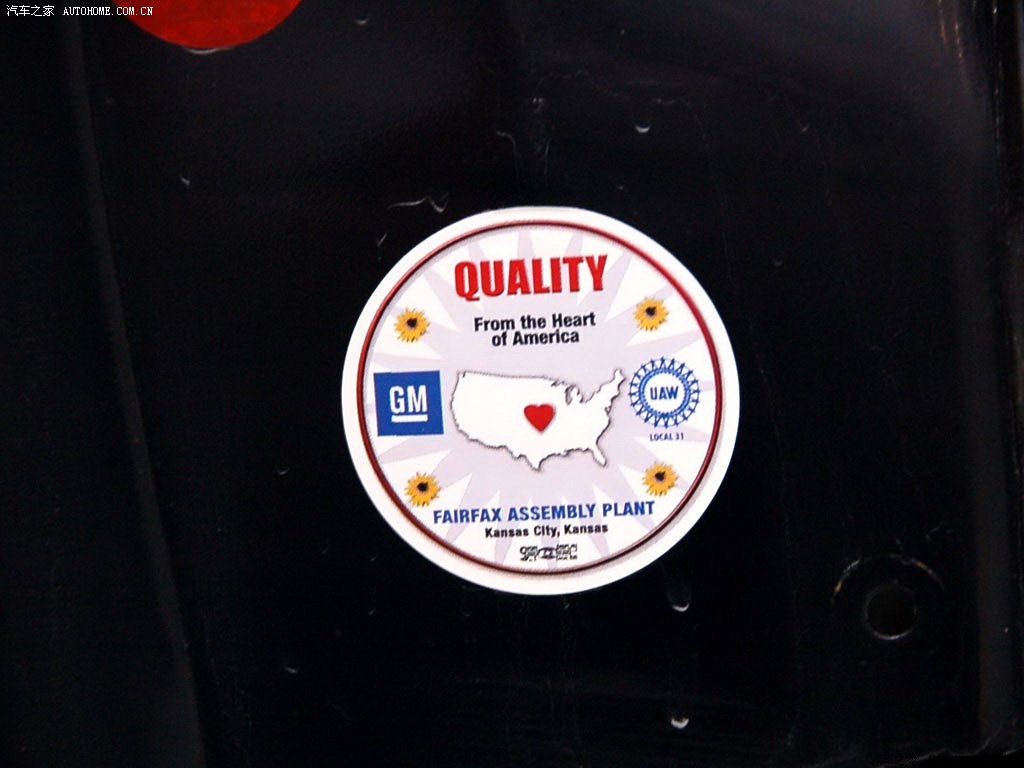 汽车之家 AUTOHOME.COM.CN
QUALITY
From the Heart
of America
GM
UAW
LOCAL 31
FAIRFAX ASSEMBLY PLANT
Kansas City, Kansas